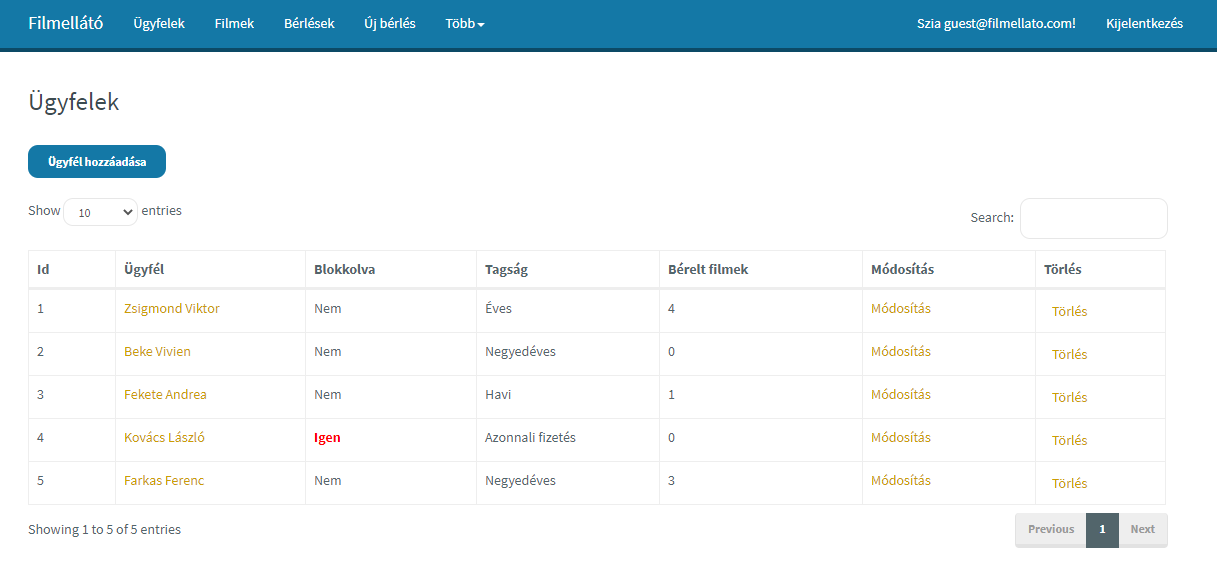 Filmellátó Ügyfelek Filmek Bérlések Új bérlés Több Szia guest@filmellato.com! Kijelentkezés
Ügyfelek
Ügyfél hozzáadása
Show 10 entries Search:
Id Ügyfél Blokkolva Tagság Bérelt filmek Módosítás Törlés
1 Zsigmond Viktor Nem Éves 4 Módosítás Törlés
2 Beke Vivien Nem Negyedéves 0 Módosítás Törlés
3 Fekete Andrea Nem Havi 1 Módosítás Törlés
4 Kovács László Igen Azonnali fizetés 0 Módosítás Törlés
5 Farkas Ferenc Nem Negyedéves 3 Módosítás Törlés
Showing 1 to 5 of 5 entries Previous 1 Next